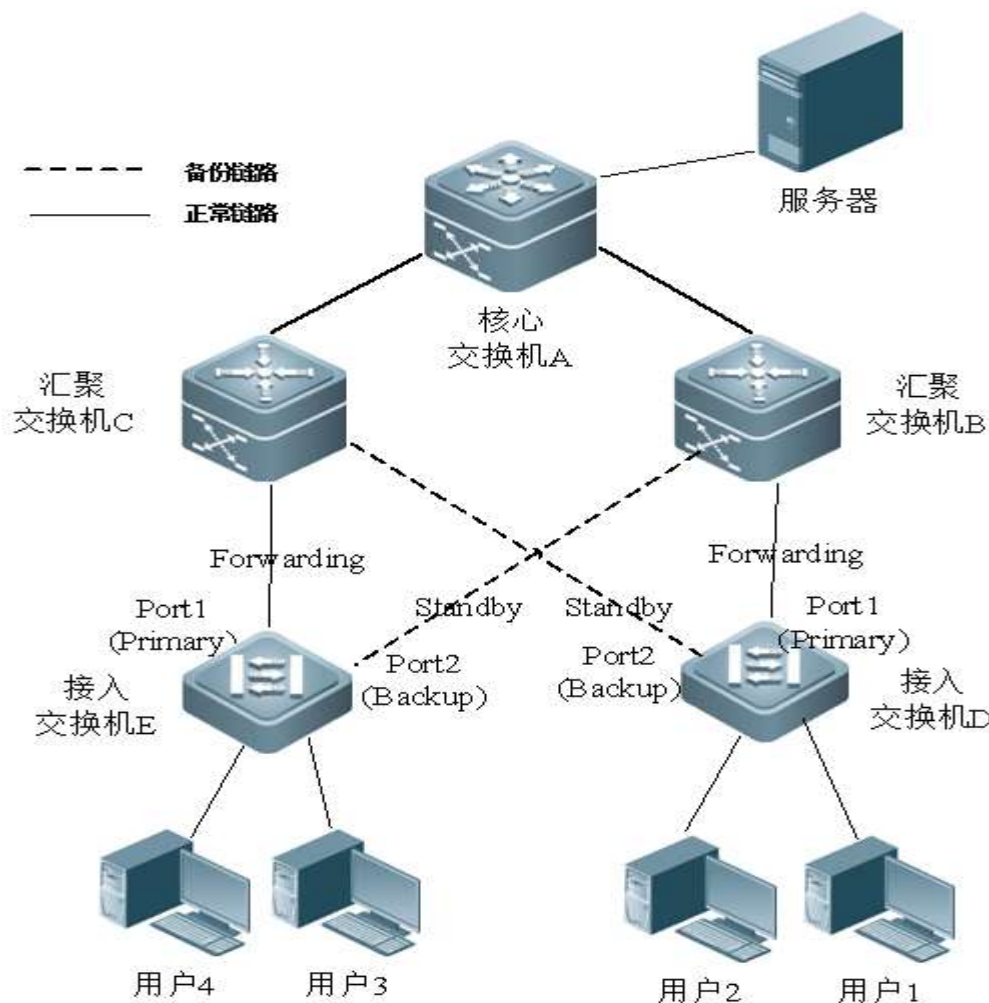 备份链路
正常链路
服务器
核心
交换机A
汇聚
交换机C
汇聚
交换机B
Forwarding
Forwarding
Port1
(Primary)
Standby
Standby
Port1
(Primary)
Port2
(Backup)
Port2
(Backup)
接入
交换机E
接入
交换机D
用户4
用户3
用户2
用户1